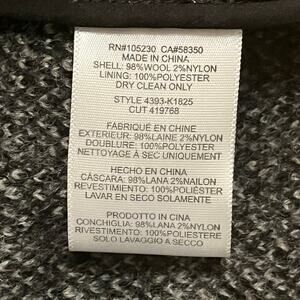 RN#105230 CA#58350
MADE IN CHINA
SHELL: 98%WOOL 2%NYLON
LINING: 100%POLYESTER
DRY CLEAN ONLY
STYLE 4393-K1825
CUT 419768
FABRIQUÉ EN CHINE
EXTERIEUR: 98%LAINE 2%NYLON
DOUBLURE: 100%POLYESTER
NETTOYAGE À SEC UNIQUEMENT
HECHO EN CHINA
CÁSCARA: 98%LANA 2%NAILON
REVESTIMIENTO: 100%POLIÉSTER
LAVAR EN SECO SOLAMENTE
PRODOTTO IN CINA
CONCHIGLIA: 98%LANA 2%NYLON
RIVESTIMENTO: 100%POLIESTERE
SOLO LAVAGGIO A SECCO